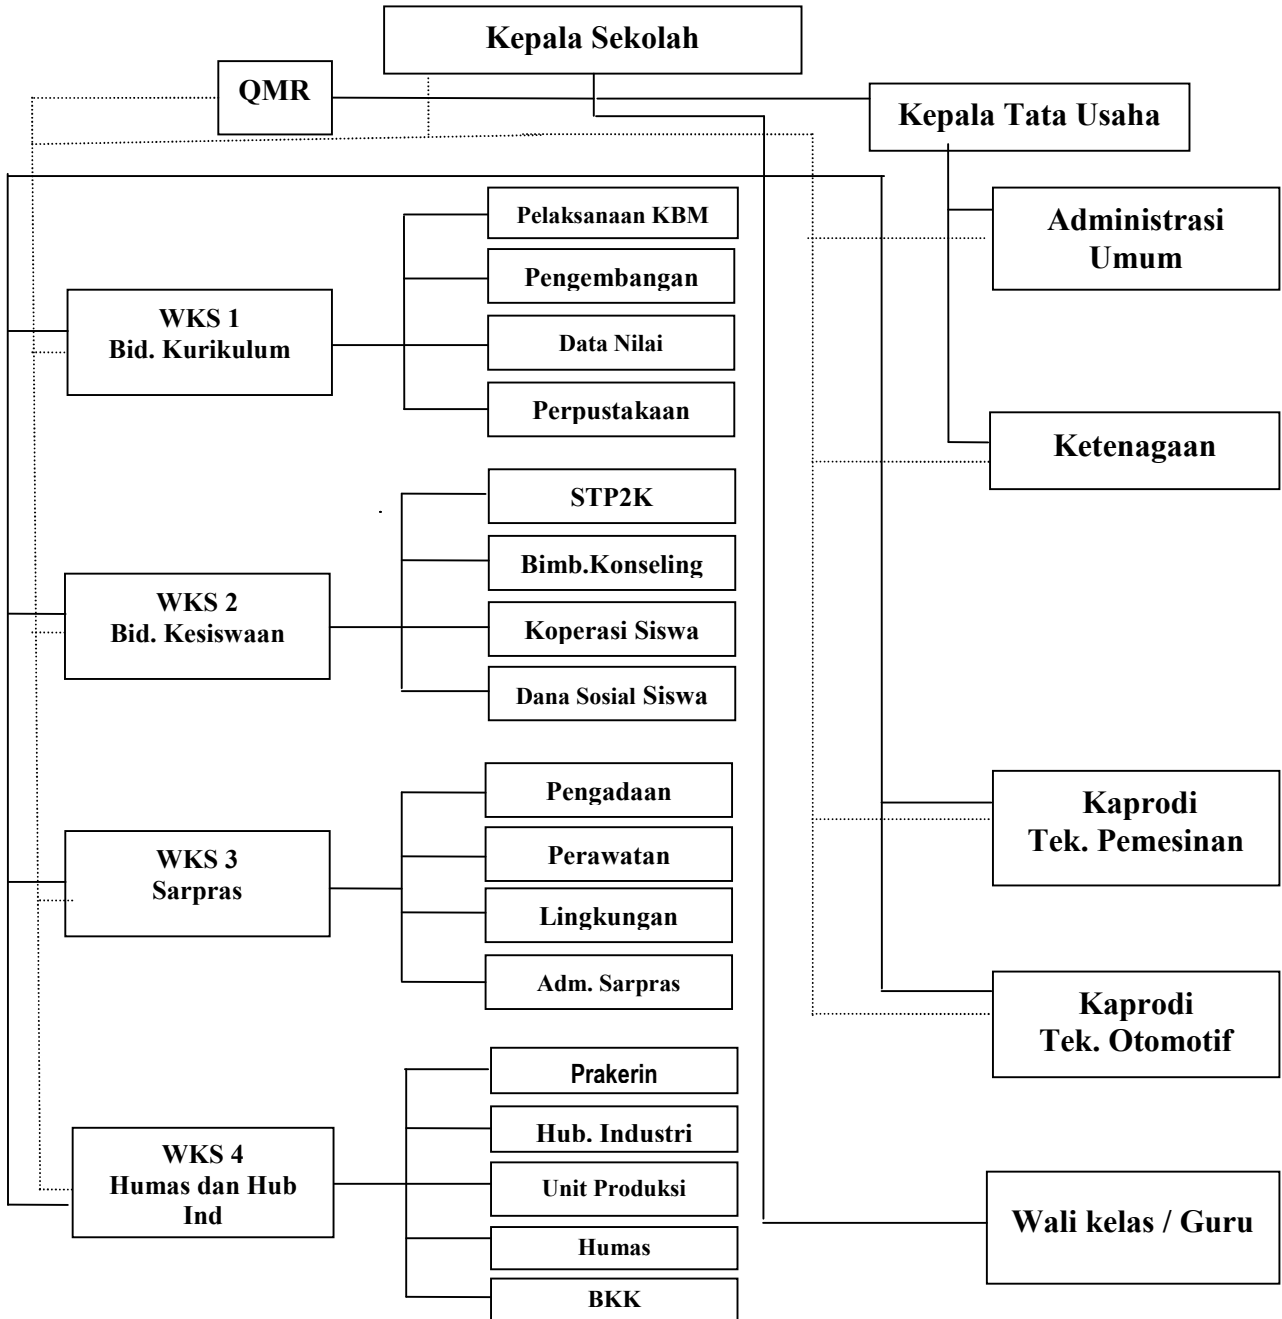 Kepala Sekolah
QMR
Kepala Tata Usaha
Administrasi
Umum
Ketenagaan
WKS 1
Bid. Kurikulum
Pelaksanaan KBM
Pengembangan
Data Nilai
Perpustakaan
WKS 2
Bid. Kesiswaan
STP2K
Bimb.Konseling
Koperasi Siswa
Dana Sosial Siswa
WKS 3
Sarpras
Pengadaan
Perawatan
Lingkungan
Adm. Sarpras
Kaprodi
Tek. Pemesinan
Kaprodi
Tek. Otomotif
WKS 4
Humas dan Hub
Ind
Prakerin
Hub. Industri
Unit Produksi
Humas
BKK
Wali kelas / Guru